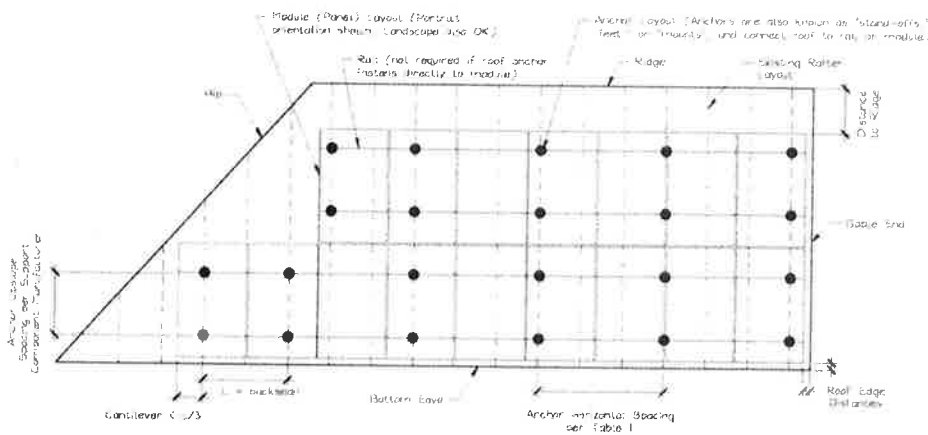 Module (Panel) Layout (Portrait
orientation shown. Landscape also OK)
Anchor Layout (Anchors are also known as "stand-offs,"
"feet" or "mounts", and connect roof to rail or module)
Rail (not required if roof anchor
fastens directly to module)
Ridge
Existing Rafter
Layout
Hip
Distance
to Ridge
Gable End
Anchor
Spacing per Support
Component Manufacturer
Roof Edge
Distances
Bottom Eave
Cantilever
L =
Anchor Horizontal Spacing
per Table 1